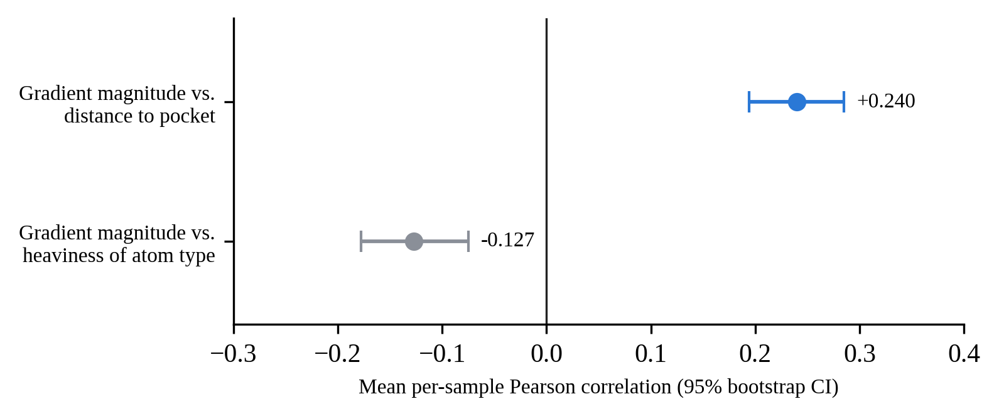 Gradient magnitude vs.
distance to pocket
+0.240
Gradient magnitude vs.
heaviness of atom type
-0.127
−0.3 −0.2 −0.1 0.0 0.1 0.2 0.3 0.4
Mean per-sample Pearson correlation (95% bootstrap CI)